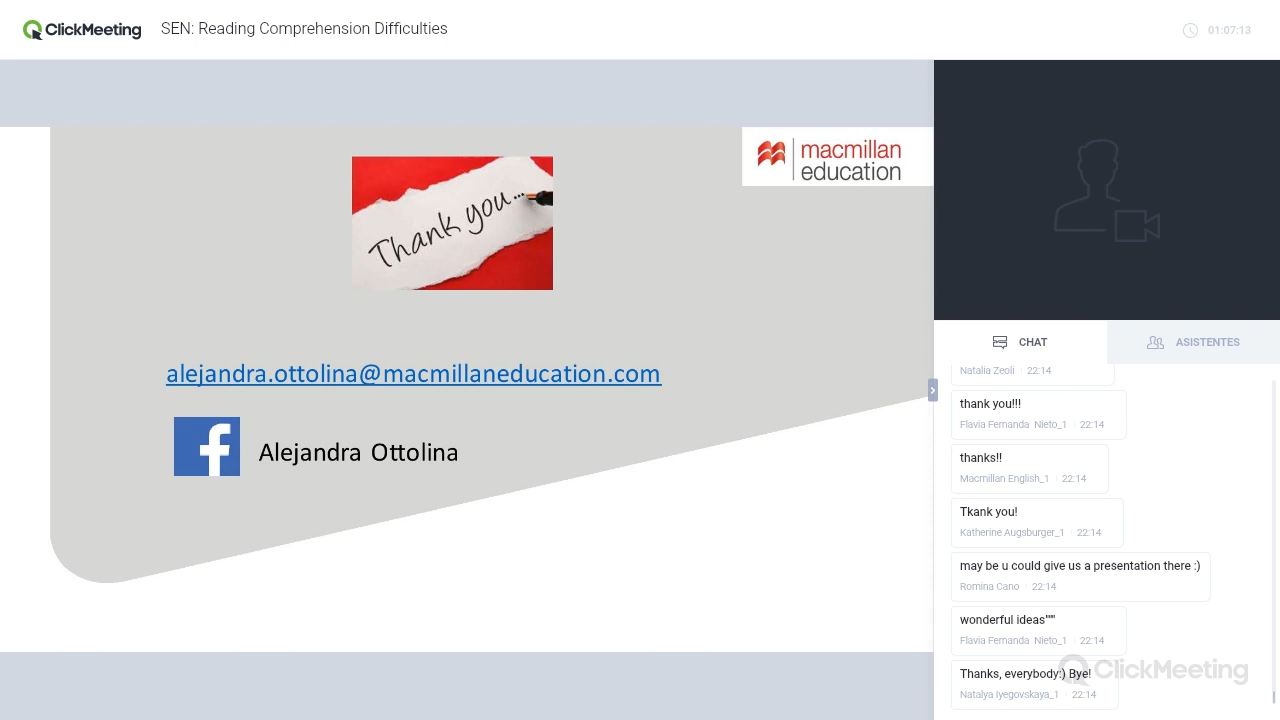 ClickMeeting
SEN: Reading Comprehension Difficulties
01:07:13
Thank you...
macmillan
education
alejandra.ottolina@macmillaneducation.com
f
Alejandra Ottolina
CHAT
ASISTENTES
Natalia Zeoli · 22:14
thank you!!!
Flavia Fernanda Nieto_1 · 22:14
thanks!!
Macmillan English_1 · 22:14
Tkank you!
Katherine Augsburger_1 · 22:14
may be u could give us a presentation there :)
Romina Cano · 22:14
wonderful ideas"""
Flavia Fernanda Nieto_1 · 22:14
Thanks, everybody:) Bye!
Natalya Iyegovskaya_1 · 22:14
ClickMeeting